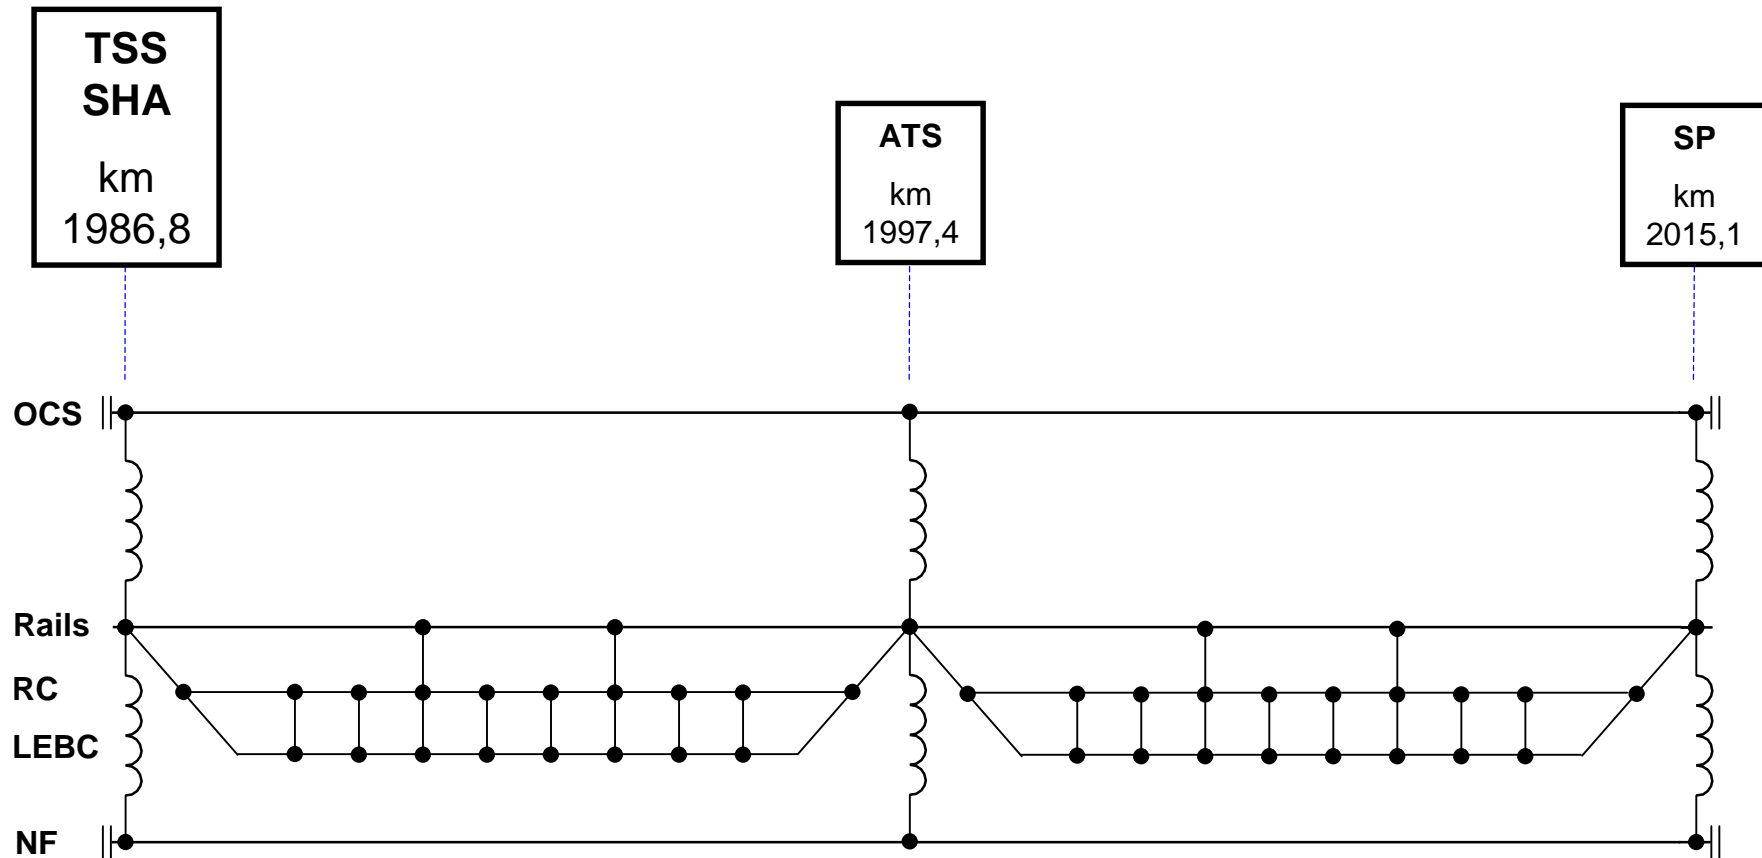 TSS
SHA
km
1986,8
ATS
km
1997,4
SP
km
2015,1
OCS
Rails
RC
LEBC
NF